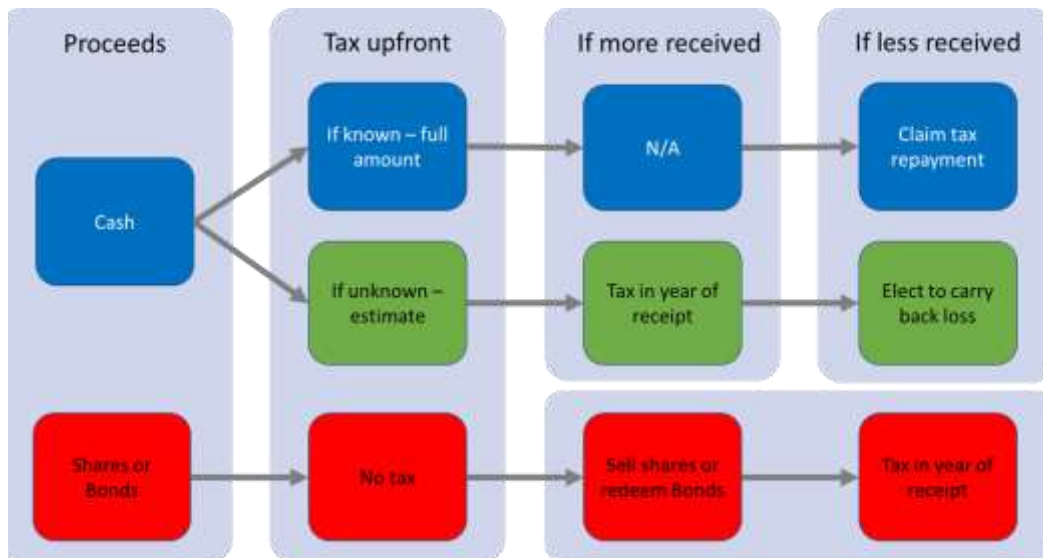 Proceeds
Tax upfront
If more received
If less received
If known – full
amount
N/A
Claim tax
repayment
Cash
If unknown –
estimate
Tax in year of
receipt
Elect to carry
back loss
Shares or
Bonds
No tax
Sell shares or
redeem Bonds
Tax in year of
receipt